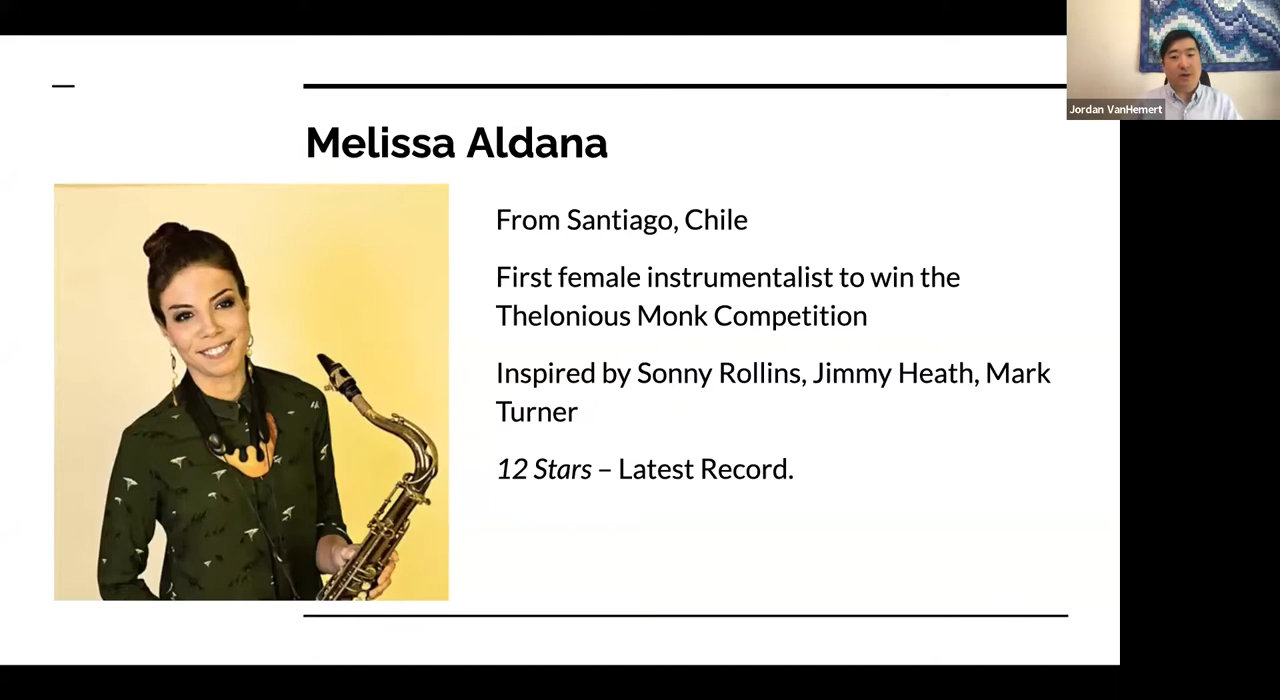 Jordan VanHemert
Melissa Aldana
From Santiago, Chile
First female instrumentalist to win the
Thelonious Monk Competition
Inspired by Sonny Rollins, Jimmy Heath, Mark
Turner
12 Stars – Latest Record.